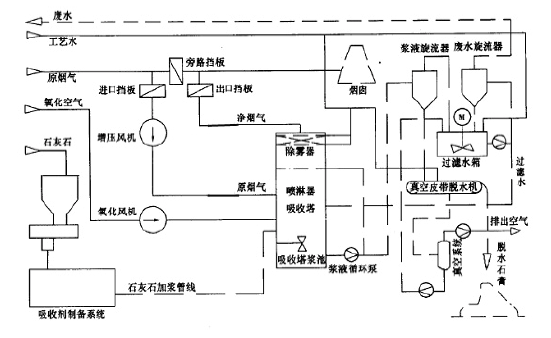 废水
工艺水
浆液旋流器
废水旋流器
旁路挡板
原烟气
进口挡板
出口挡板
烟囱
氧化空气
净烟气
M
石灰石
增压风机
除雾器
过滤水箱
过滤水
原烟气
喷淋器
真空皮带脱水机
氧化风机
吸收塔
排出空气
真空系统
吸收塔浆池
浆液循环泵
脱水石膏
石灰石加浆管线
吸收剂制备系统